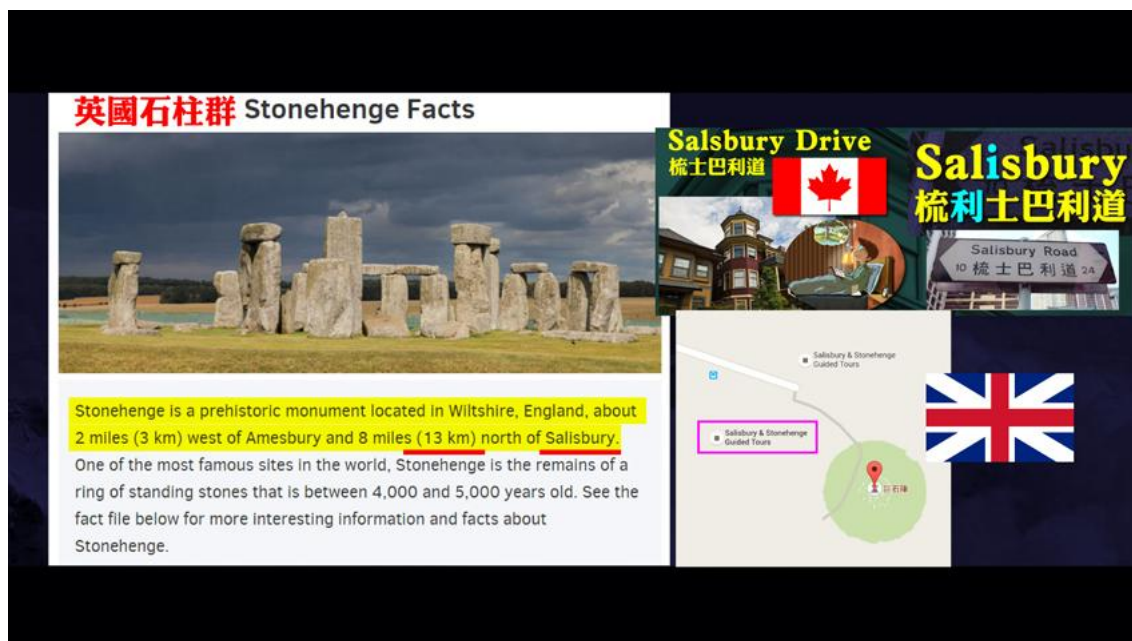 英國石柱群 Stonehenge Facts
Stonehenge is a prehistoric monument located in Wiltshire, England, about
2 miles (3 km) west of Amesbury and 8 miles (13 km) north of Salisbury.
One of the most famous sites in the world, Stonehenge is the remains of a
ring of standing stones that is between 4,000 and 5,000 years old. See the
fact file below for more interesting information and facts about
Stonehenge.
Salsbury Drive
梳士巴利道
Salisbury
梳利士巴利道
Salisbury Road
10 梳士巴利道 24
Salisbury & Stonehenge
Guided Tours
Salisbury & Stonehenge
Guided Tours
巨石陣